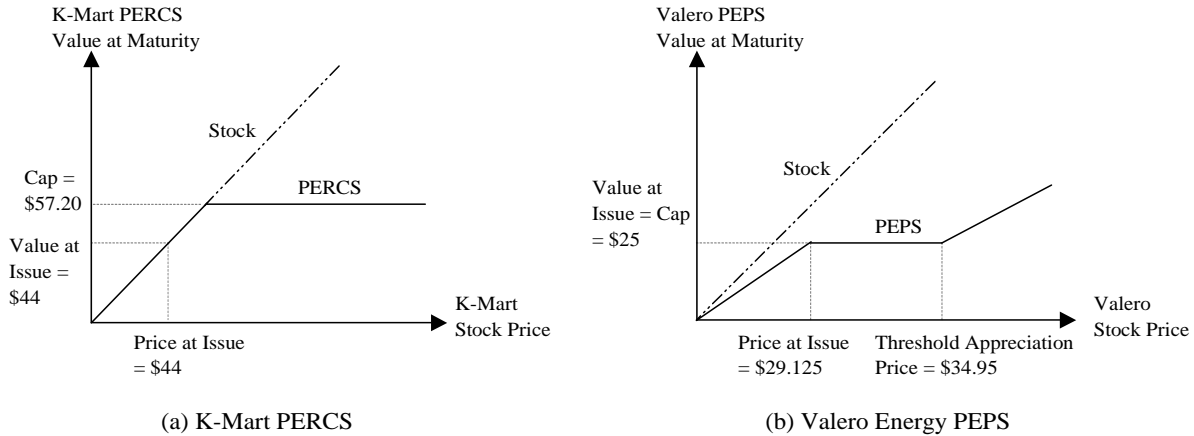 K-Mart PERCS
Value at Maturity
Stock
Cap =
$57.20
PERCS
Value at
Issue =
$44
K-Mart
Stock Price
Price at Issue
= $44
(a) K-Mart PERCS
Valero PEPS
Value at Maturity
Stock
Value at
Issue = Cap
= $25
PEPS
Valero
Stock Price
Price at Issue
= $29.125
Threshold Appreciation
Price = $34.95
(b) Valero Energy PEPS